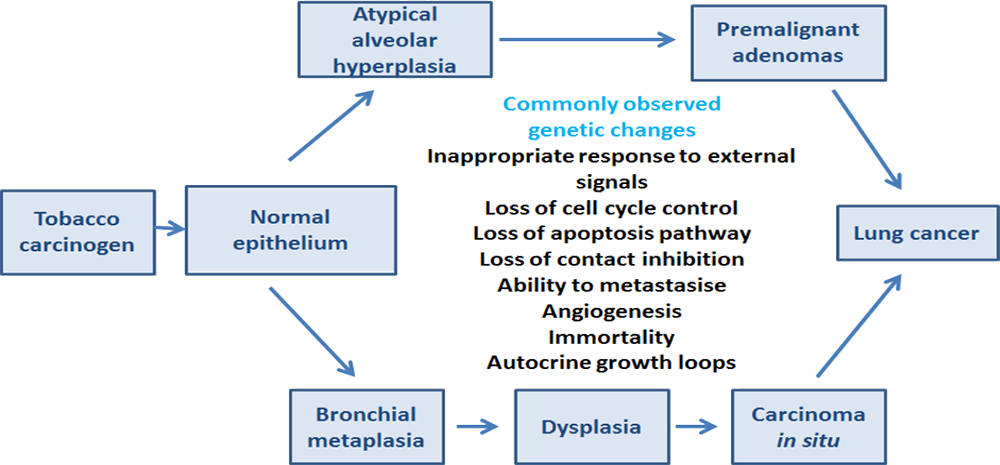 Atypical
alveolar
hyperplasia
Premalignant
adenomas
Commonly observed
genetic changes
Inappropriate response to external
signals
Loss of cell cycle control
Loss of apoptosis pathway
Loss of contact inhibition
Ability to metastasise
Angiogenesis
Immortality
Autocrine growth loops
Tobacco
carcinogen
Normal
epithelium
Lung cancer
Bronchial
metaplasia
Dysplasia
Carcinoma
in situ